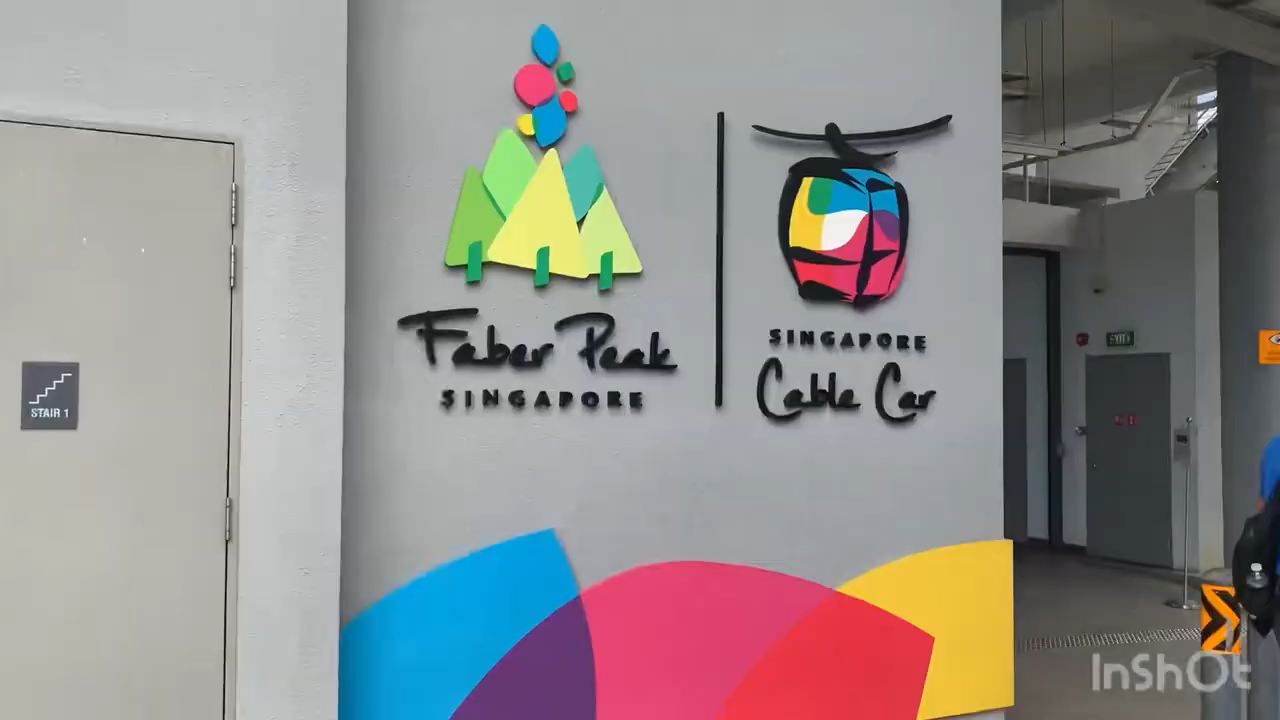 STAIR 1
Faber Peak
SINGAPORE
SINGAPORE
Cable Car
EXIT
InShOt